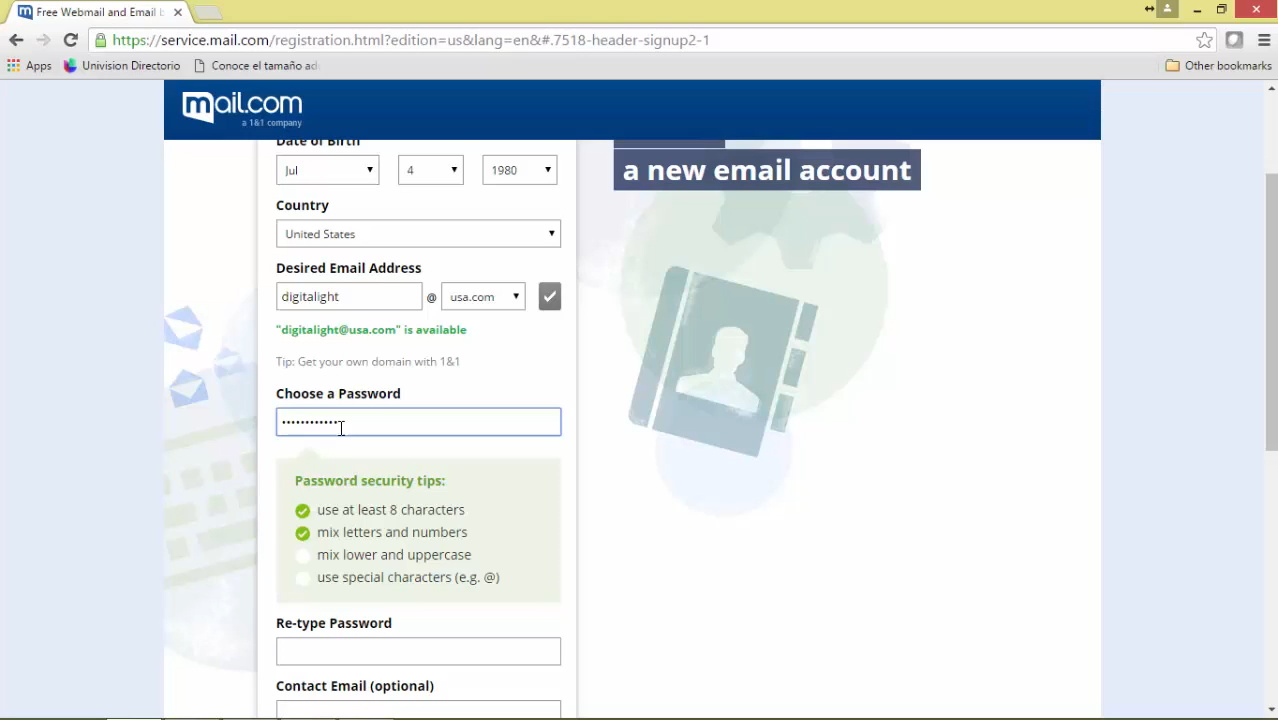 Free Webmail and Email b
https://service.mail.com/registration.html?edition=us&lang=en&#.7518-header-signup2-1
Apps Univision Directorio Conoce el tamaño ad Other bookmarks
mail.com
a 1&1 company
Date of Birth
Jul 4 1980
a new email account
Country
United States
Desired Email Address
digitalight @ usa.com
"digitalight@usa.com" is available
Tip: Get your own domain with 1&1
Choose a Password
Password security tips:
use at least 8 characters
mix letters and numbers
mix lower and uppercase
use special characters (e.g. @)
Re-type Password
Contact Email (optional)